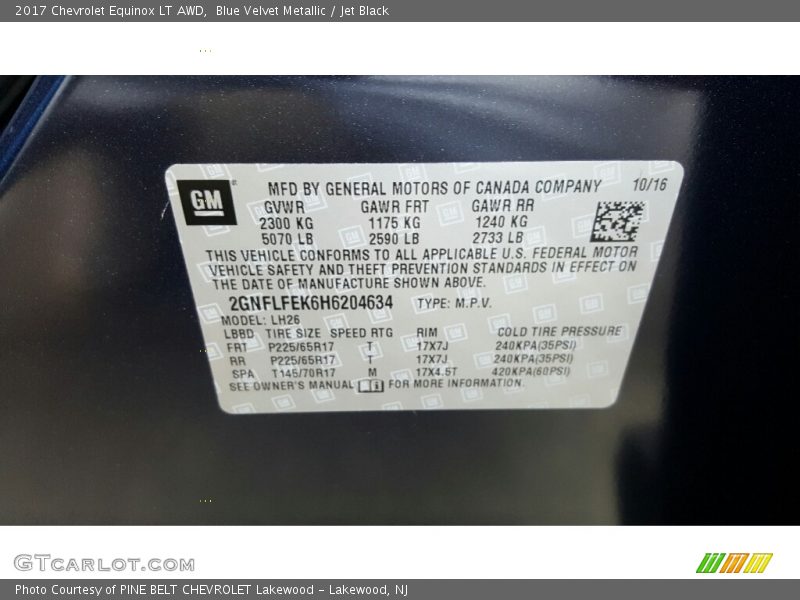 2017 Chevrolet Equinox LT AWD,  Blue Velvet Metallic / Jet Black
GM MFD BY GENERAL MOTORS OF CANADA COMPANY 10/16
GVWR GAWR FRT GAWR RR
2300 KG 1175 KG 1240 KG
5070 LB 2590 LB 2733 LB
THIS VEHICLE CONFORMS TO ALL APPLICABLE U.S. FEDERAL MOTOR
VEHICLE SAFETY AND THEFT PREVENTION STANDARDS IN EFFECT ON
THE DATE OF MANUFACTURE SHOWN ABOVE.
2GNFLFEK6H6204634 TYPE: M.P.V.
MODEL: LH26
LBBD TIRE SIZE SPEED RTG RIM COLD TIRE PRESSURE
FRT P225/65R17 T 17X7J 240KPA(35PSI)
RR P225/65R17 T 17X7J 240KPA(35PSI)
SPA T145/70R17 M 17X4.5T 420KPA(60PSI)
SEE OWNER'S MANUAL FOR MORE INFORMATION.
GTCARLOT.COM
Photo Courtesy of PINE BELT CHEVROLET Lakewood - Lakewood, NJ